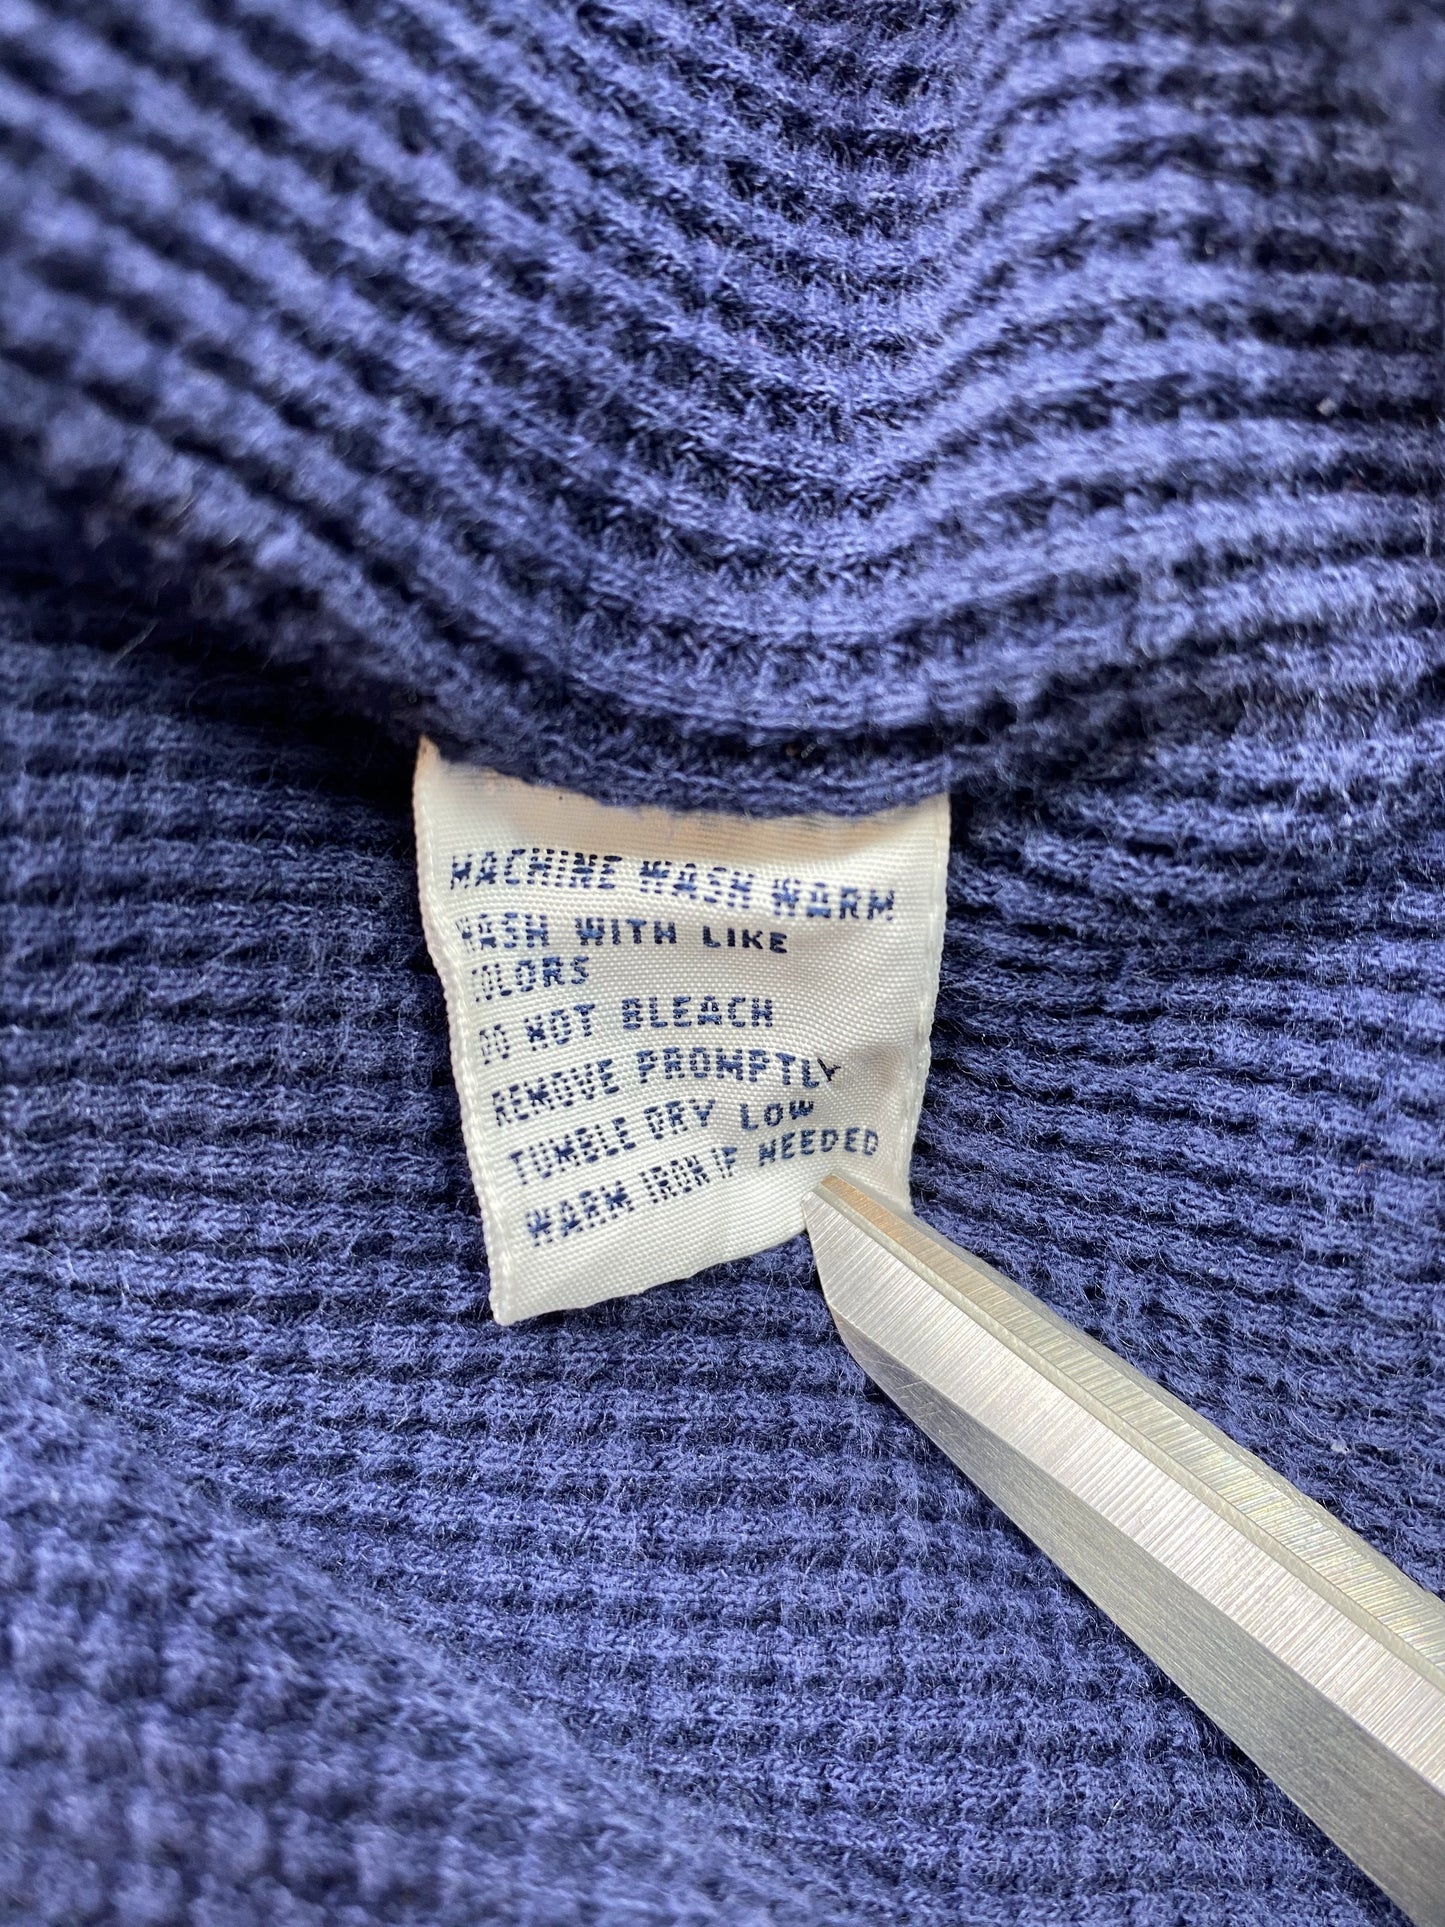 MACHINE WASH WARM
WASH WITH LIKE
COLORS
DO NOT BLEACH
REMOVE PROMPTLY
TUMBLE DRY LOW
WARM IRON IF NEEDED